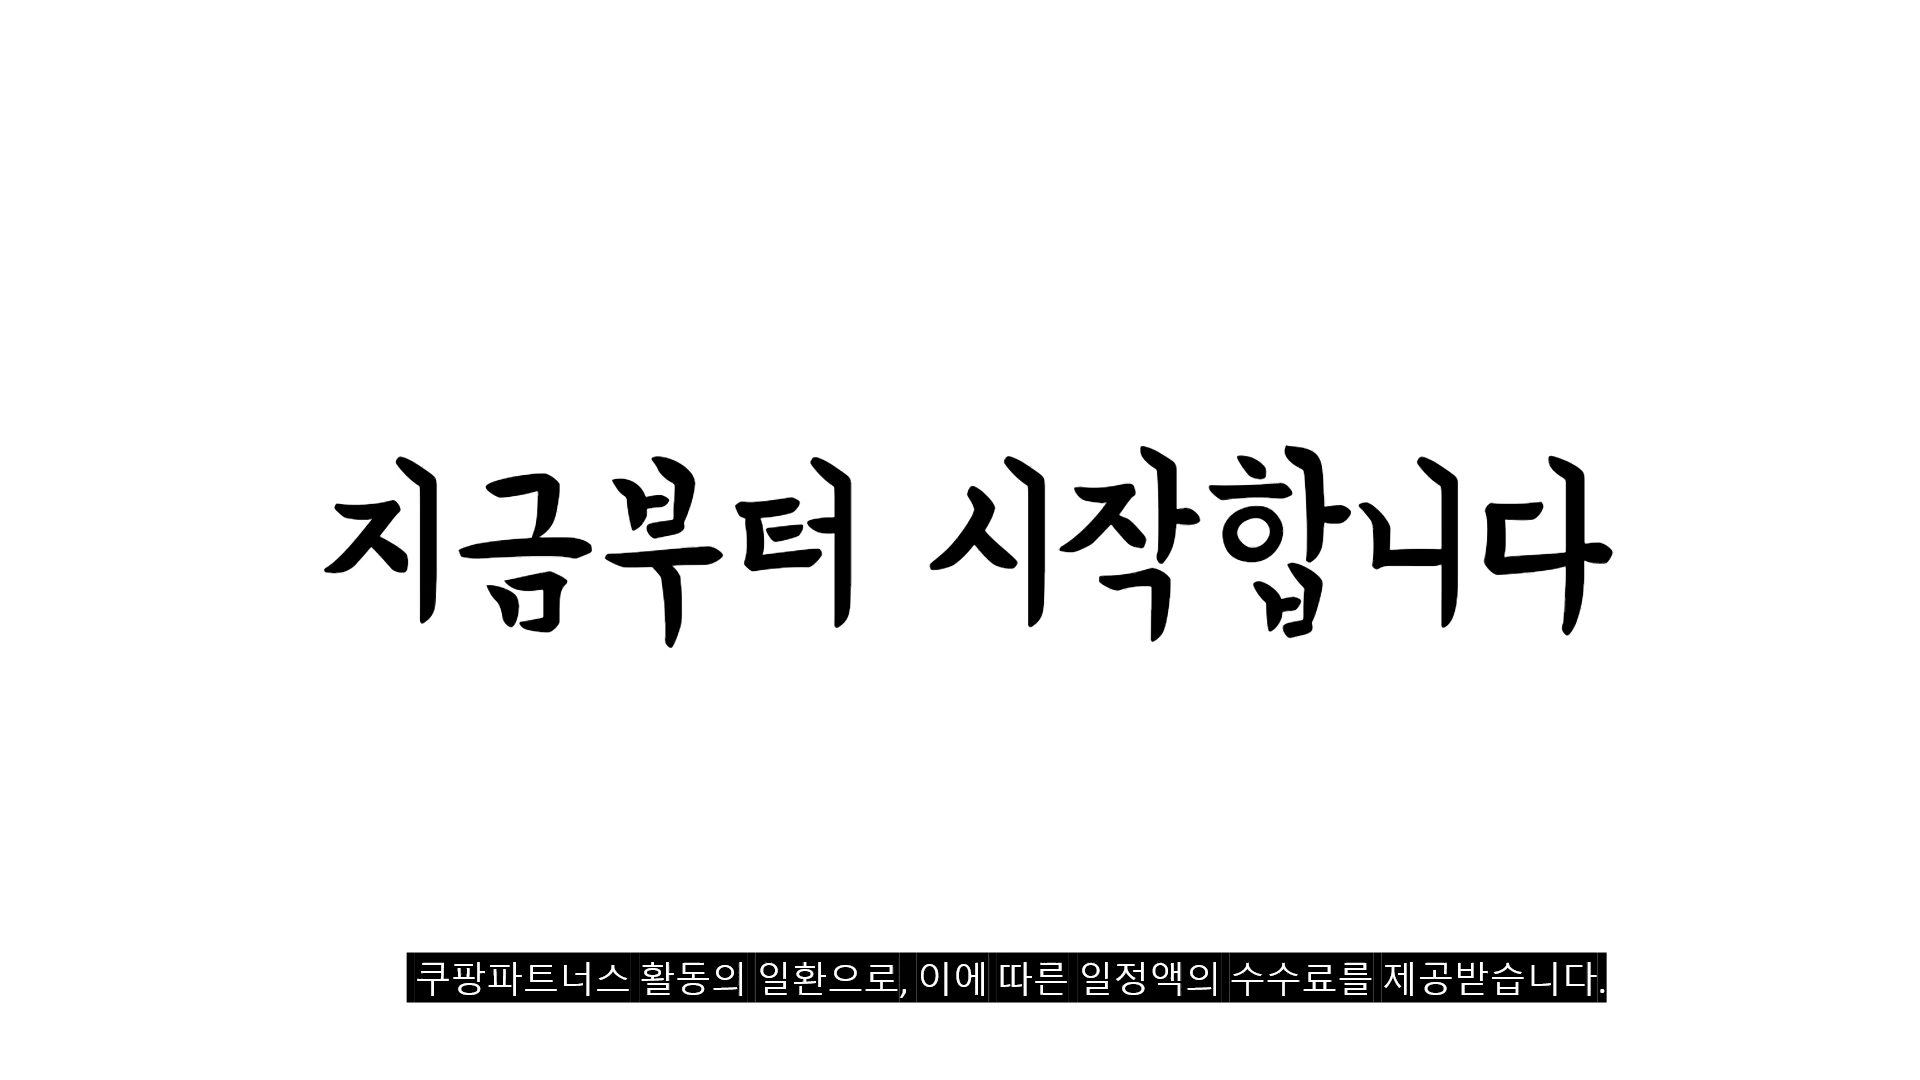 지금부터 시작합니다
쿠팡파트너스 활동의 일환으로, 이에 따른 일정액의 수수료를 제공받습니다.